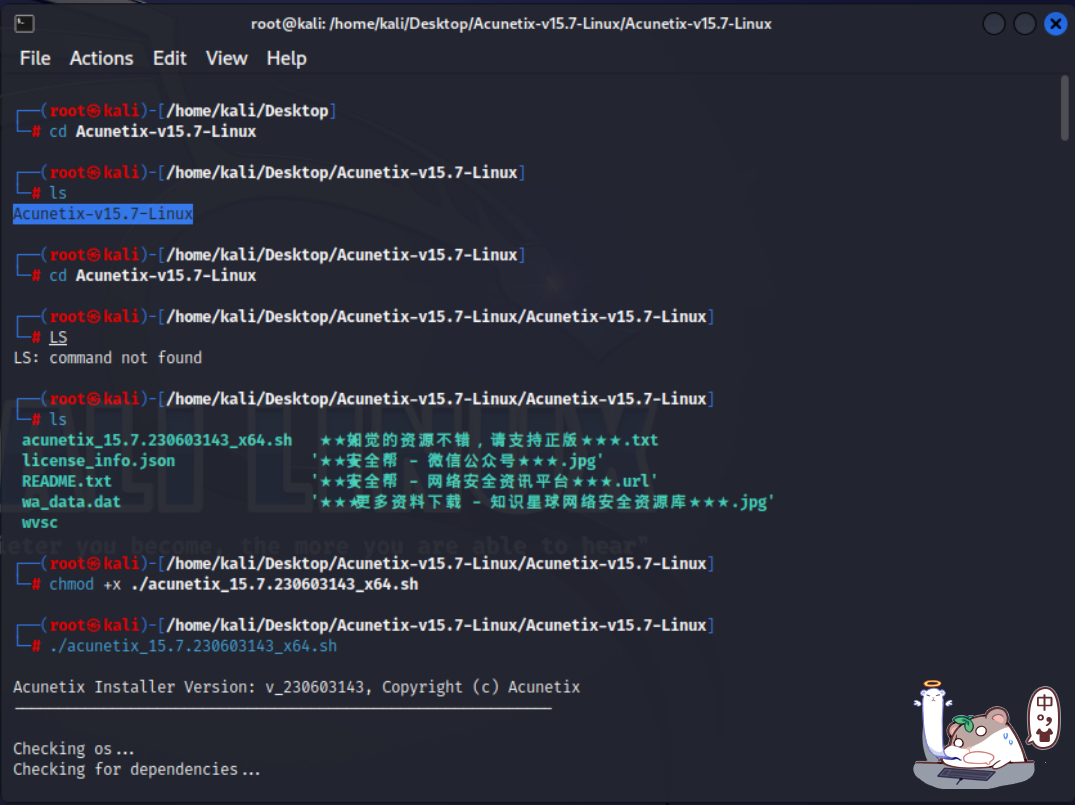 root@kali: /home/kali/Desktop/Acunetix-v15.7-Linux/Acunetix-v15.7-Linux
File Actions Edit View Help
┌──(root㉿kali)-[/home/kali/Desktop]
└─# cd Acunetix-v15.7-Linux
┌──(root㉿kali)-[/home/kali/Desktop/Acunetix-v15.7-Linux]
└─# ls
Acunetix-v15.7-Linux
┌──(root㉿kali)-[/home/kali/Desktop/Acunetix-v15.7-Linux]
└─# cd Acunetix-v15.7-Linux
┌──(root㉿kali)-[/home/kali/Desktop/Acunetix-v15.7-Linux/Acunetix-v15.7-Linux]
└─# LS
LS: command not found
┌──(root㉿kali)-[/home/kali/Desktop/Acunetix-v15.7-Linux/Acunetix-v15.7-Linux]
└─# ls
acunetix_15.7.230603143_x64.sh ★★如觉的资源不错，请支持正版★★★.txt
license_info.json '★★安全帮 - 微信公众号★★★.jpg'
README.txt '★★安全帮 - 网络安全资讯平台★★★.url'
wa_data.dat '★★★更多资料下载 - 知识星球网络安全资源库★★★.jpg'
wvsc
┌──(root㉿kali)-[/home/kali/Desktop/Acunetix-v15.7-Linux/Acunetix-v15.7-Linux]
└─# chmod +x ./acunetix_15.7.230603143_x64.sh
┌──(root㉿kali)-[/home/kali/Desktop/Acunetix-v15.7-Linux/Acunetix-v15.7-Linux]
└─# ./acunetix_15.7.230603143_x64.sh
Acunetix Installer Version: v_230603143, Copyright (c) Acunetix
Checking os...
Checking for dependencies...
中
KALI LINUX
you become, the more you are able to hear"